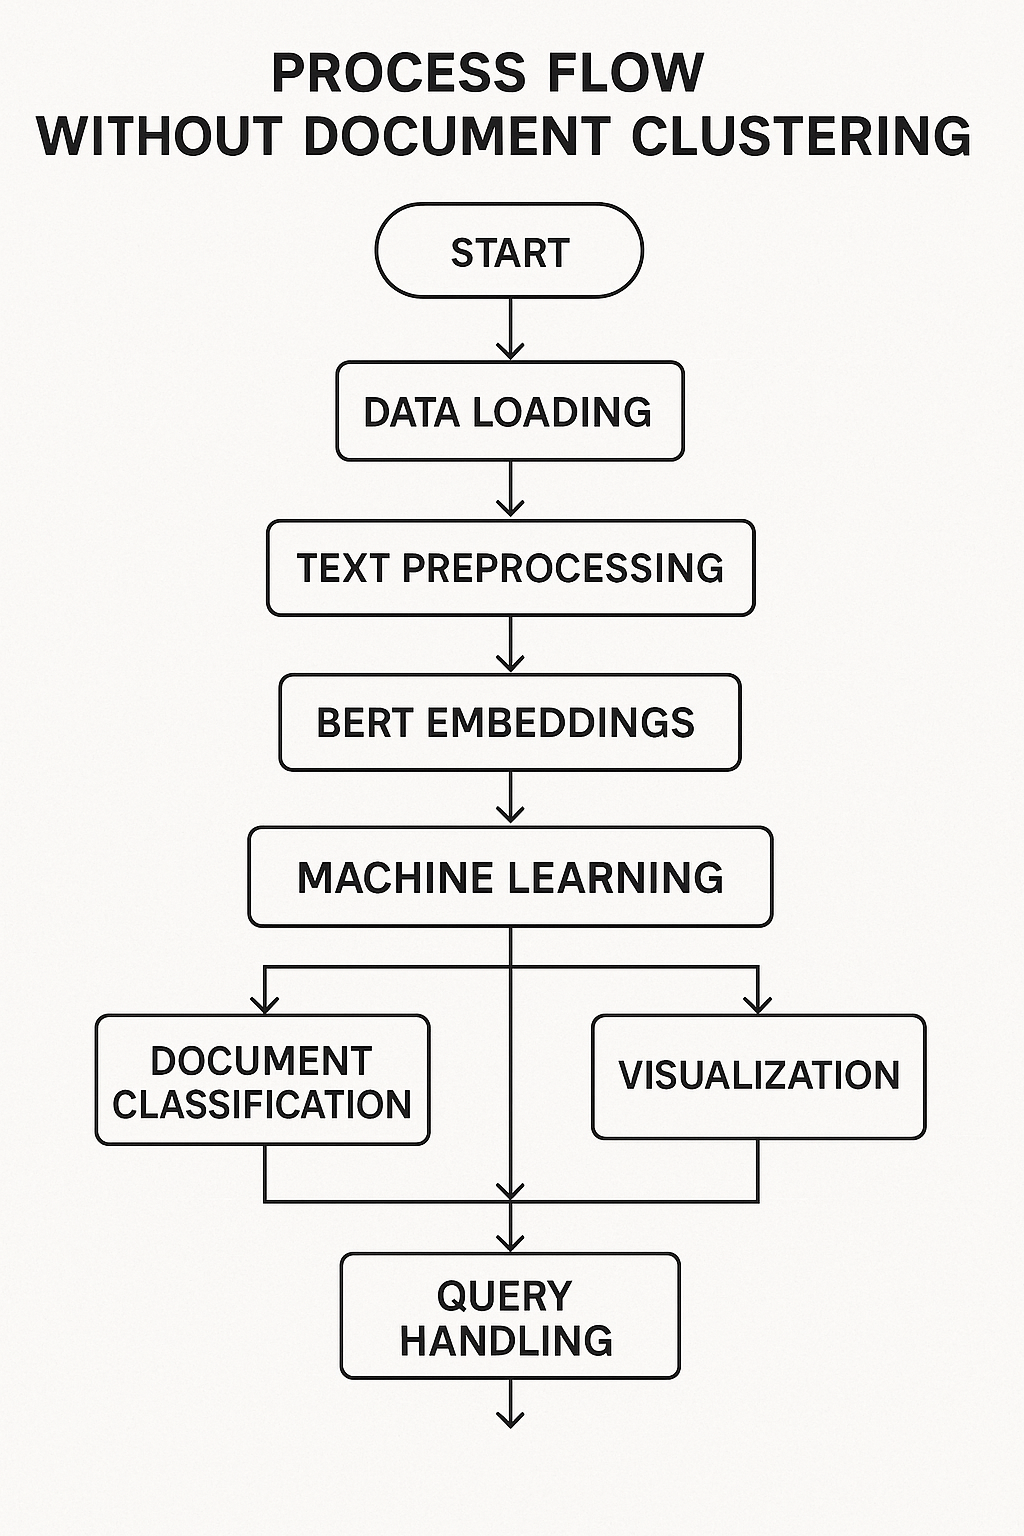 PROCESS FLOW
WITHOUT DOCUMENT CLUSTERING
START
DATA LOADING
TEXT PREPROCESSING
BERT EMBEDDINGS
MACHINE LEARNING
DOCUMENT
CLASSIFICATION
VISUALIZATION
QUERY
HANDLING